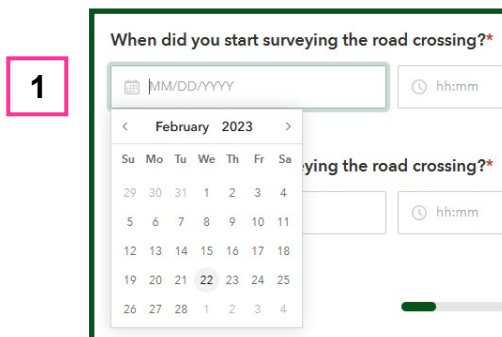 When did you start surveying the road crossing?*
1
MM/DD/YYYY hh:mm
February 2023
Su Mo Tu We Th Fr Sa
ying the road crossing?*
29 30 31 1 2 3 4
5 6 7 8 9 10 11
hh:mm
12 13 14 15 16 17 18
19 20 21 22 23 24 25
26 27 28 1 2 3 4